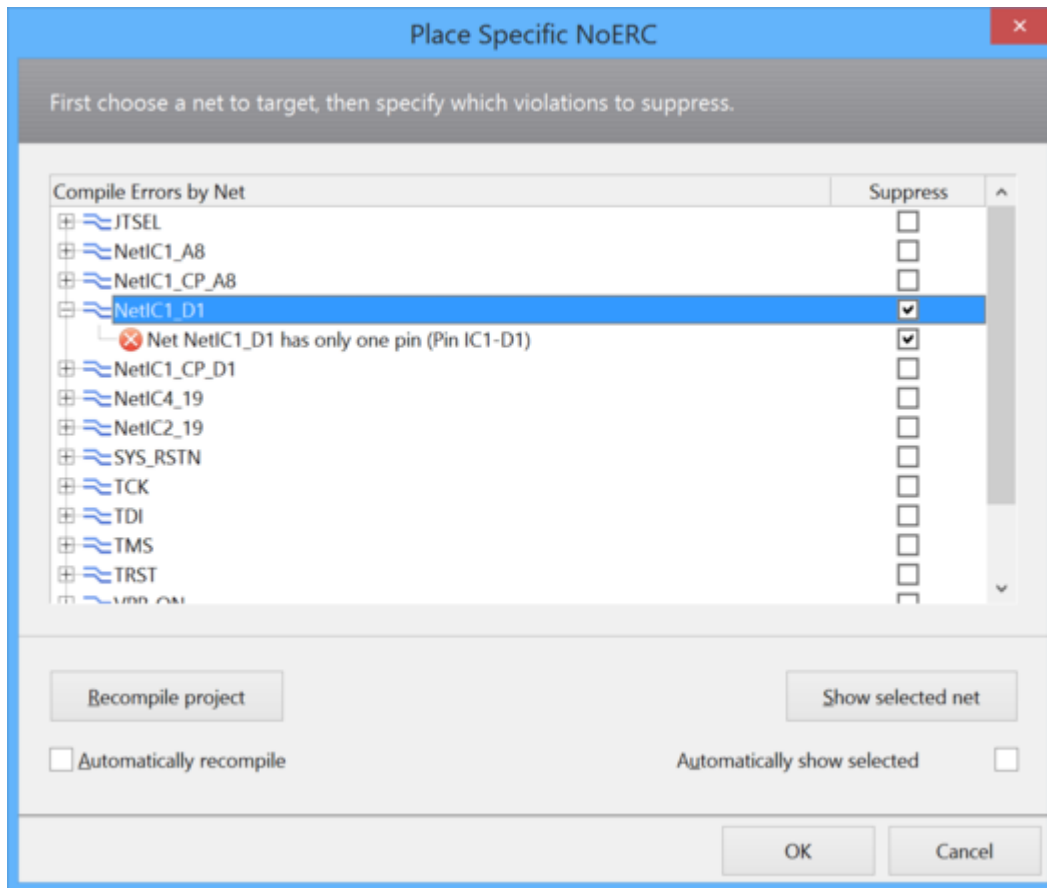 Place Specific NoERC
First choose a net to target, then specify which violations to suppress.
Compile Errors by Net Suppress
JTSEL
NetIC1_A8
NetIC1_CP_A8
NetIC1_D1
Net NetIC1_D1 has only one pin (Pin IC1-D1)
NetIC1_CP_D1
NetIC4_19
NetIC2_19
SYS_RSTN
TCK
TDI
TMS
TRST
Recompile project Show selected net
Automatically recompile Automatically show selected
OK Cancel